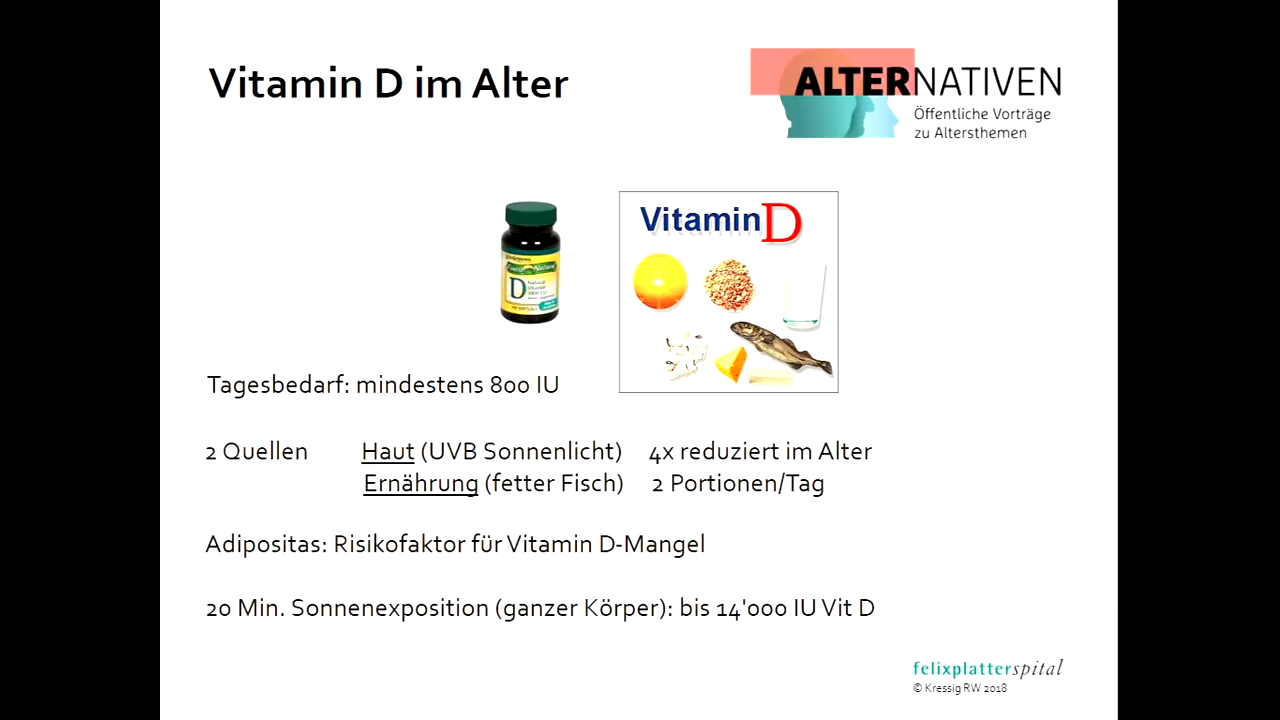 Vitamin D im Alter
ALTERNATIVEN
Öffentliche Vorträge
zu Altersthemen
Vitamin D
D
Tagesbedarf: mindestens 800 IU
2 Quellen Haut (UVB Sonnenlicht) 4x reduziert im Alter
Ernährung (fetter Fisch) 2 Portionen/Tag
Adipositas: Risikofaktor für Vitamin D-Mangel
20 Min. Sonnenexposition (ganzer Körper): bis 14'000 IU Vit D
felixplatterspital
© Kressig RW 2018